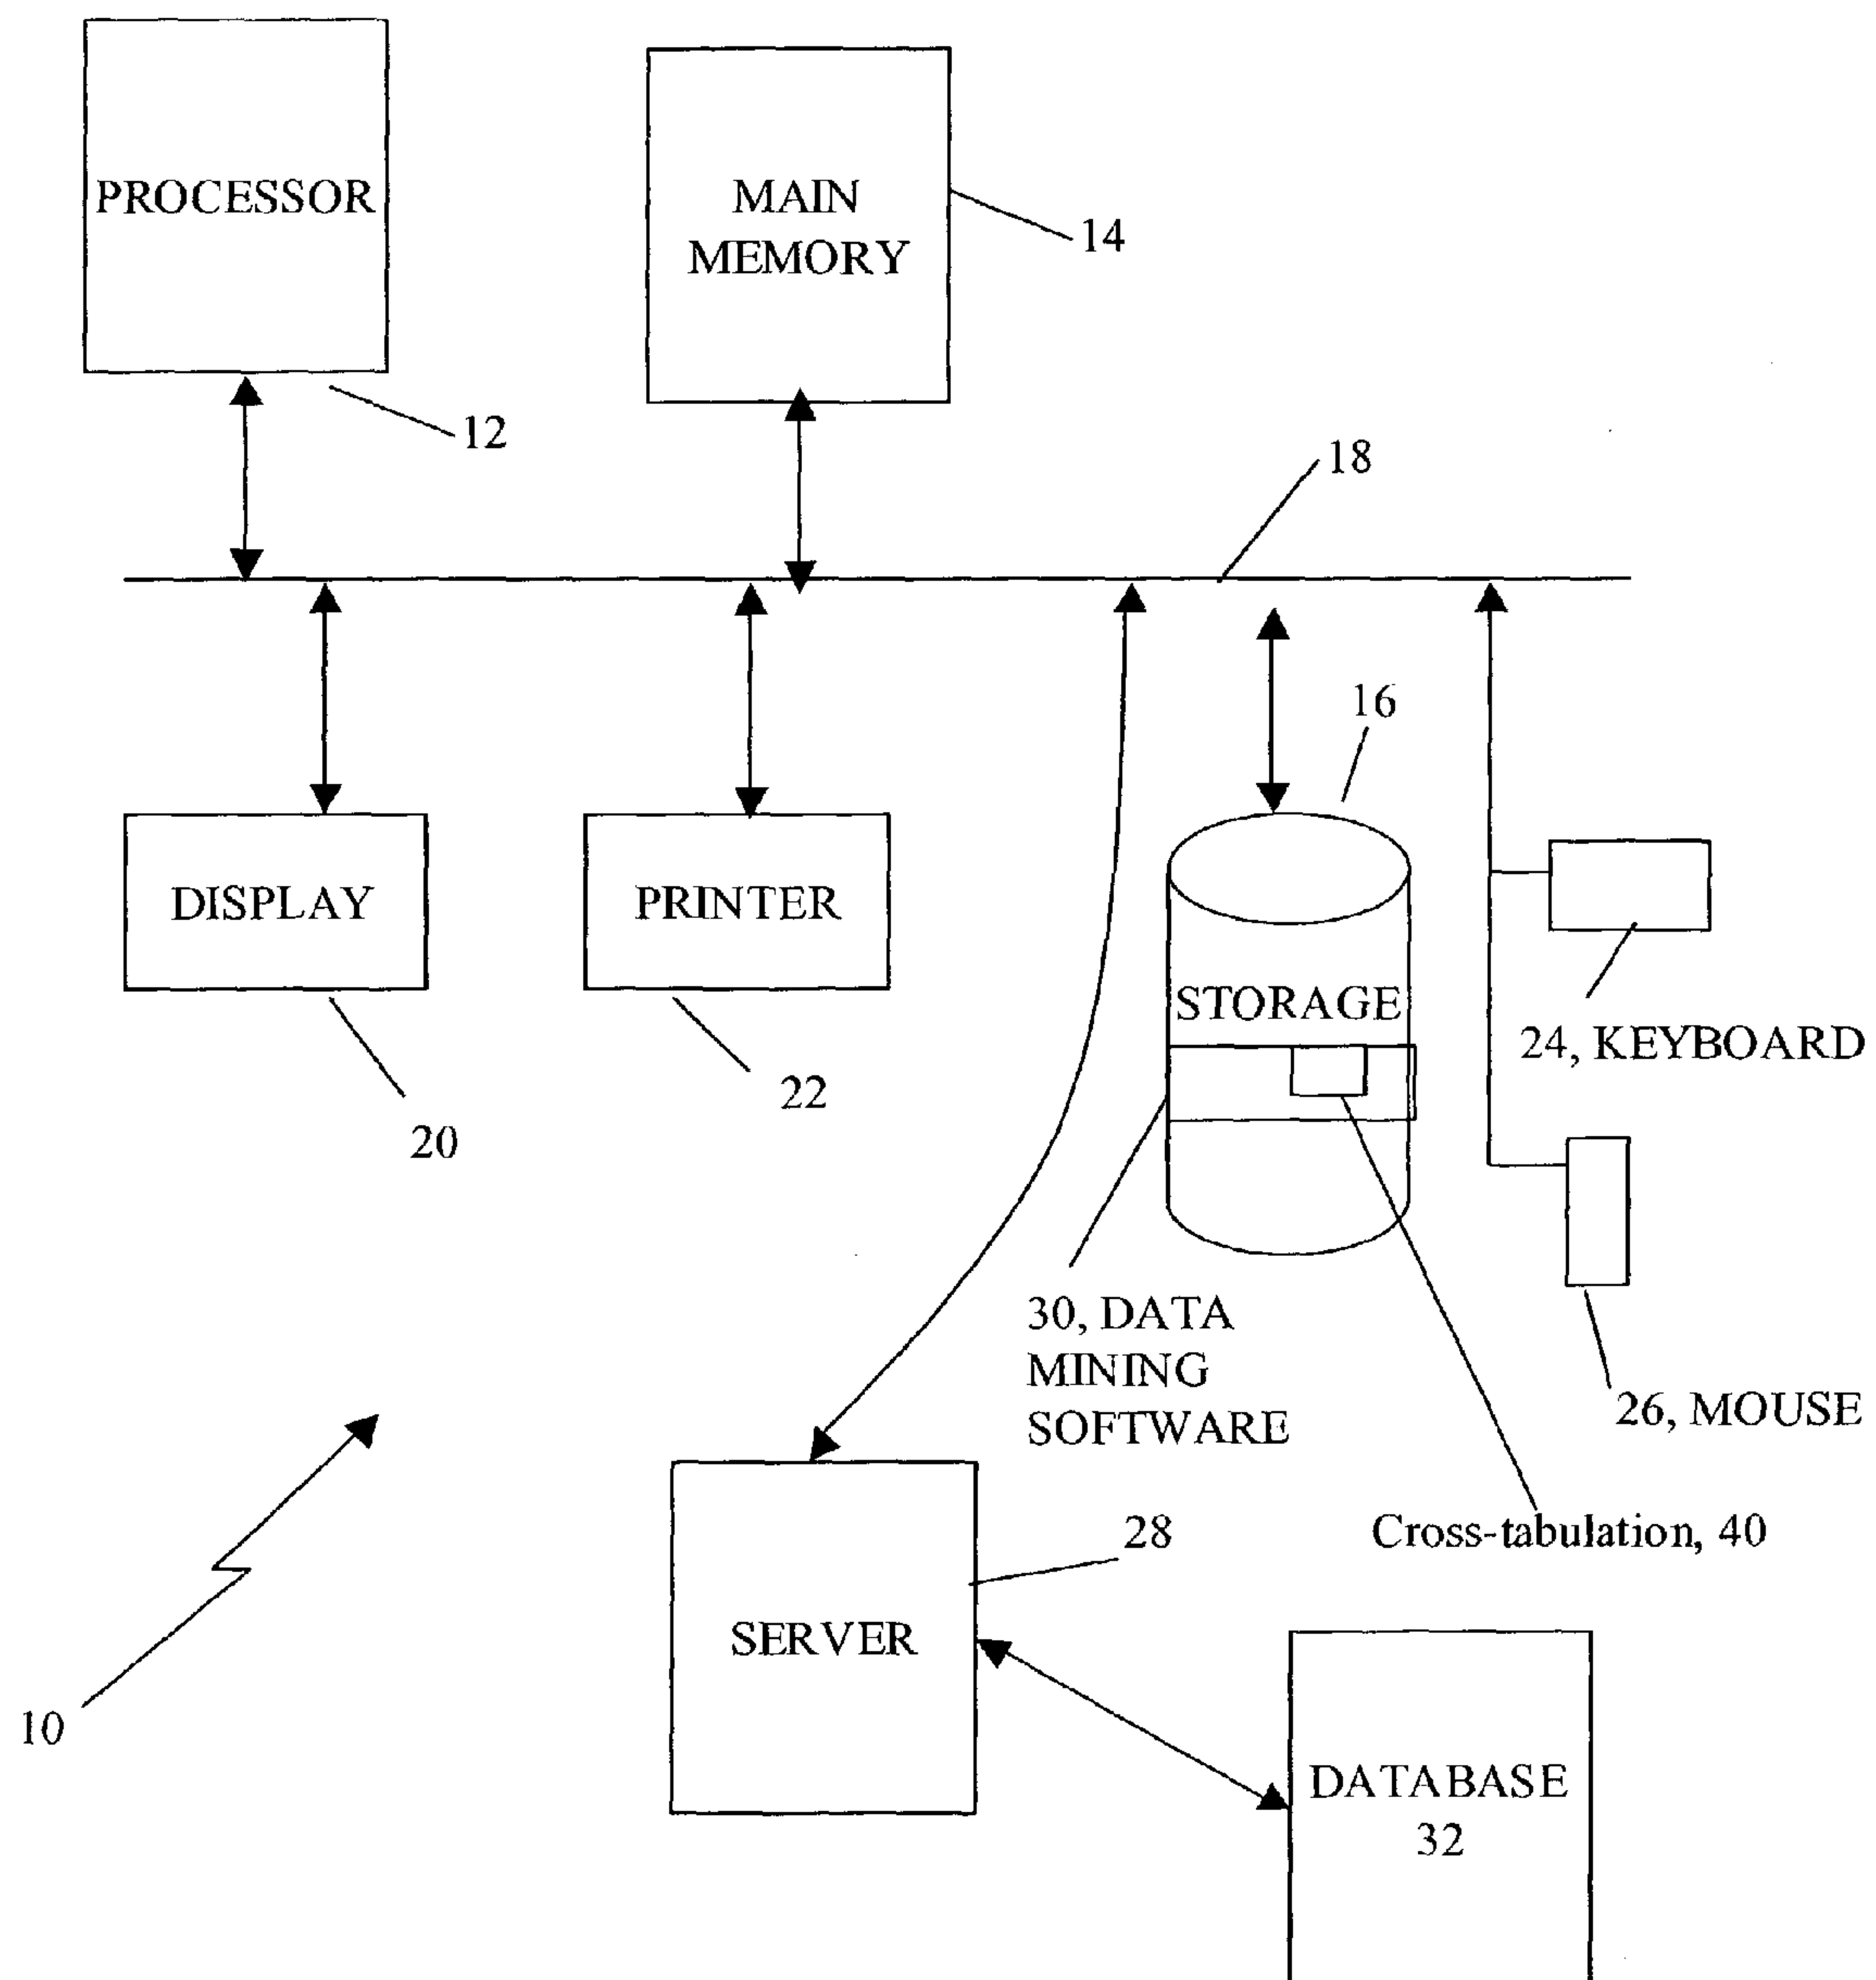 PROCESSOR
MAIN
MEMORY
14
12
18
16
DISPLAY
PRINTER
STORAGE
24, KEYBOARD
22
20
30, DATA
MINING
SOFTWARE
26, MOUSE
Cross-tabulation, 40
28
SERVER
10
DATABASE
32